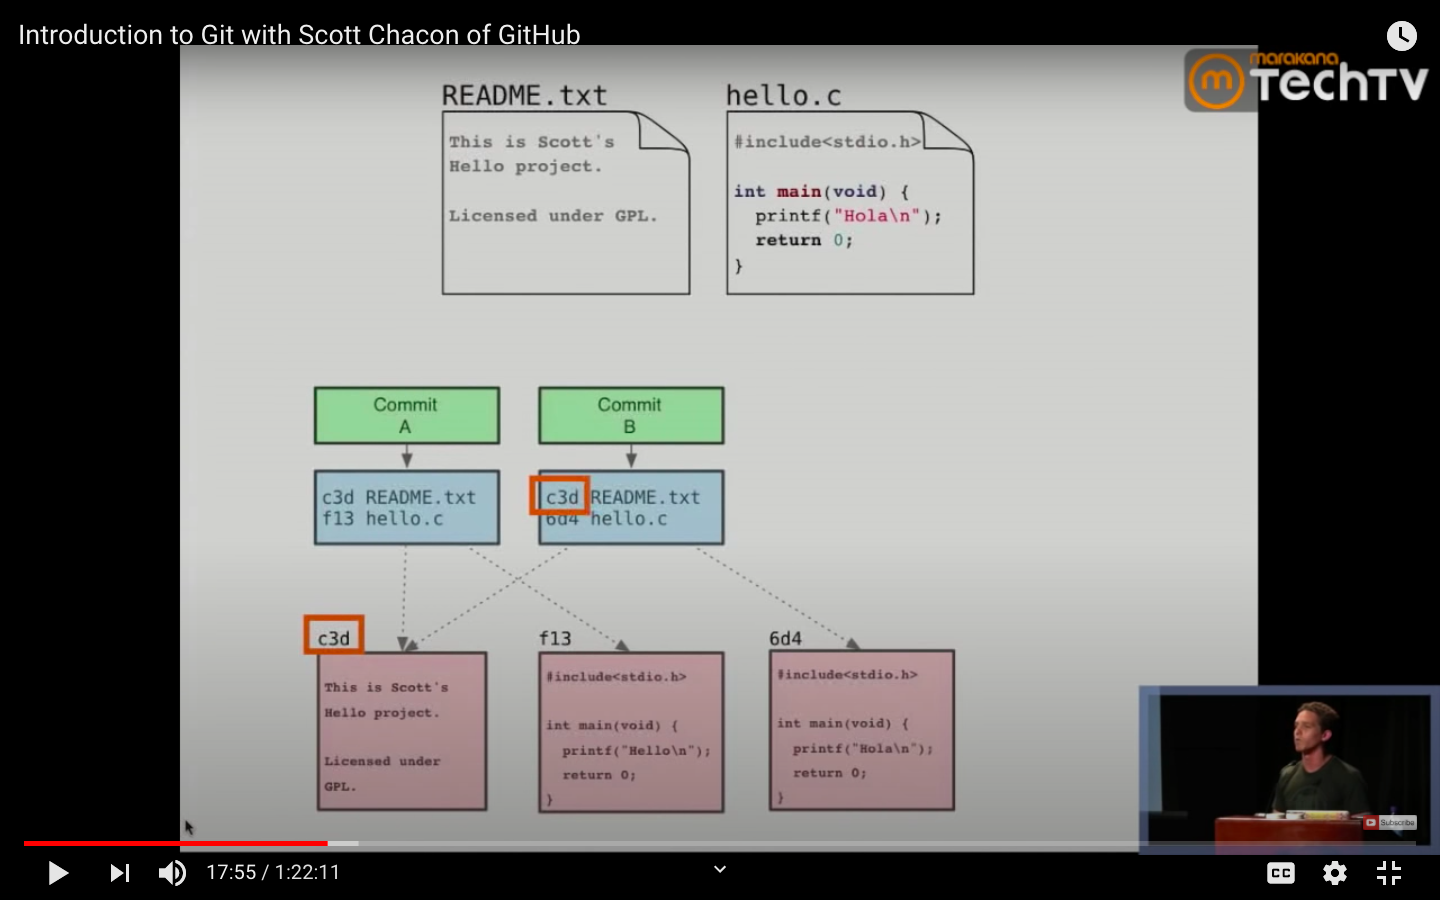 Introduction to Git with Scott Chacon of GitHub
marakana
TechTV
README.txt
This is Scott's
Hello project.
Licensed under GPL.
hello.c
#include<stdio.h>
int main(void) {
printf("Hola\n");
return 0;
}
Commit
A
Commit
B
c3d README.txt
f13 hello.c
c3d README.txt
6d4 hello.c
c3d
This is Scott's
Hello project.
Licensed under
GPL.
f13
#include<stdio.h>
int main(void) {
printf("Hello\n");
return 0;
}
6d4
#include<stdio.h>
int main(void) {
printf("Hola\n");
return 0;
}
Subscribe
17:55 / 1:22:11
CC